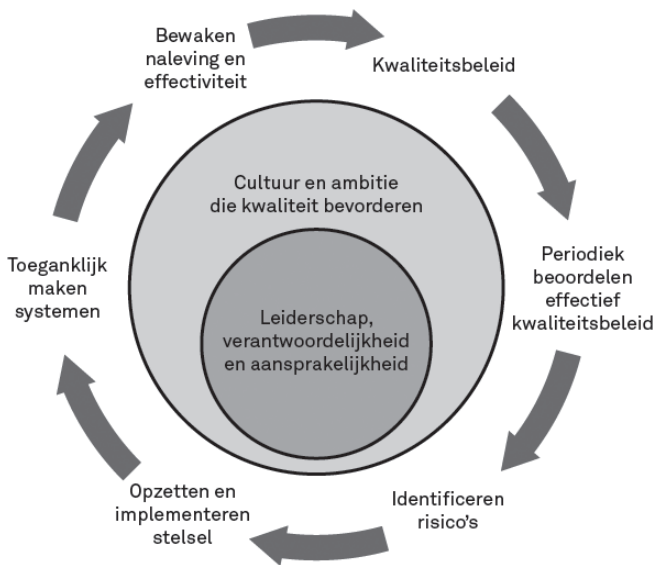 Bewaken
naleving en
effectiviteit
Kwaliteitsbeleid
Periodiek
beoordelen
effectief
kwaliteitsbeleid
Identificeren
risico's
Opzetten en
implementeren
stelsel
Toeganklijk
maken
systemen
Cultuur en ambitie
die kwaliteit bevorderen
Leiderschap,
verantwoordelijkheid
en aansprakelijkheid